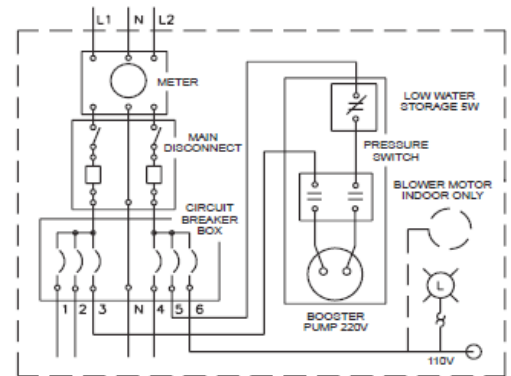 L1 N L2
METER
LOW WATER
STORAGE SW
MAIN
DISCONNECT
PRESSURE
SWITCH
BLOWER MOTOR
INDOOR ONLY
CIRCUIT
BREAKER
BOX
L
1 2 3 N 4 5 6
BOOSTER
PUMP 220V
110V